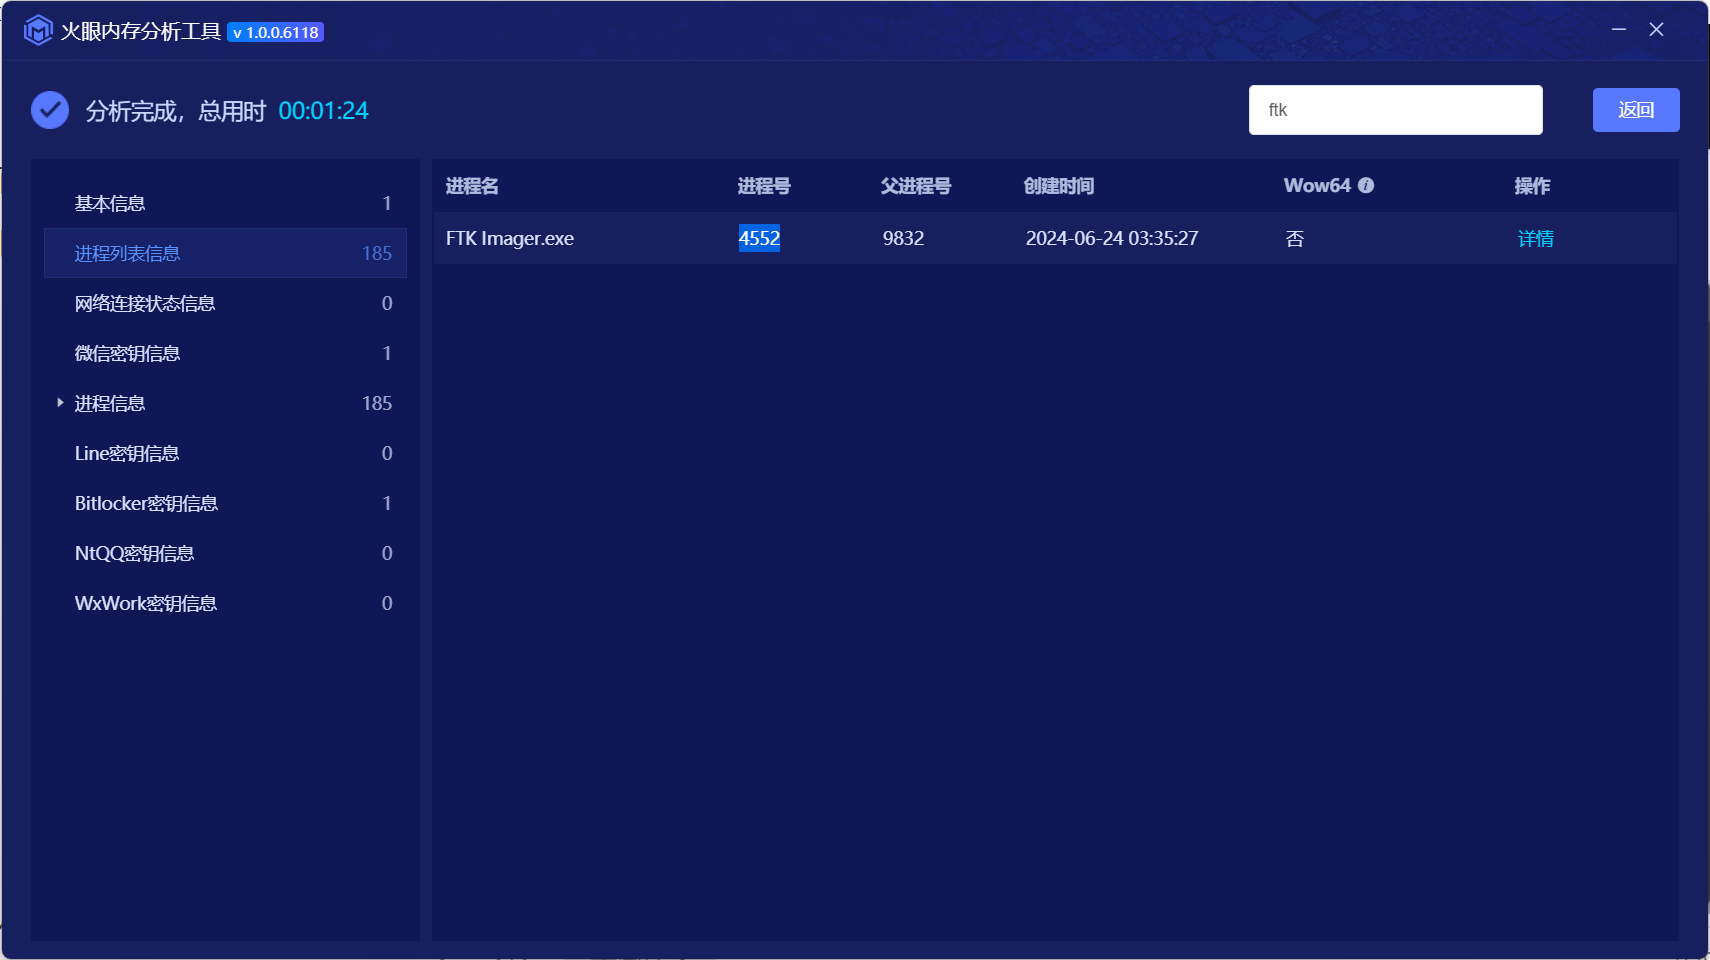 火眼内存分析工具 v 1.0.0.6118
分析完成，总用时 00:01:24
ftk
返回
基本信息 1
进程列表信息 185
网络连接状态信息 0
微信密钥信息 1
进程信息 185
Line密钥信息 0
Bitlocker密钥信息 1
NtQQ密钥信息 0
WxWork密钥信息 0
进程名 进程号 父进程号 创建时间 Wow64 操作
FTK Imager.exe 4552 9832 2024-06-24 03:35:27 否 详情